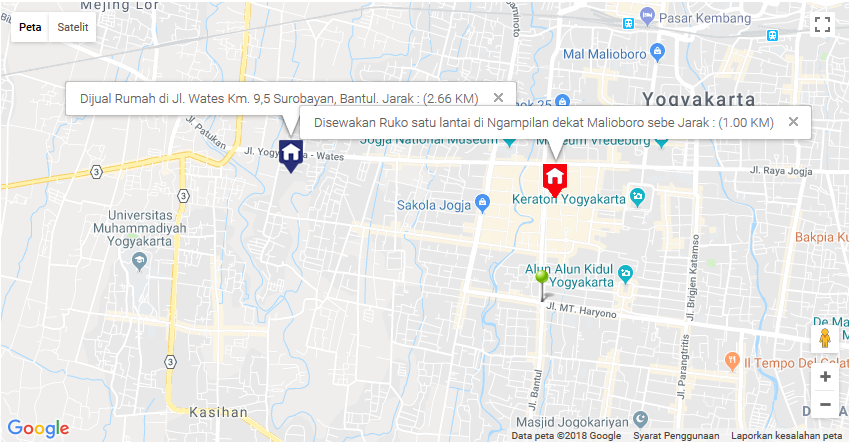 Mejing Lor
Pasar Kembang
Peta
Satelit
Mal Malioboro
Yogyakarta
Dijual Rumah di Jl. Wates Km. 9,5 Surobayan, Bantul. Jarak : (2.66 KM)
Jl. Patukan
Disewakan Ruko satu lantai di Ngampilan dekat Malioboro sebe Jarak : (1.00 KM)
Jogja National Museum
Museum Vredeburg
- Wates
Jl. Raya Jogja
3
3
Keraton Yogyakarta
Sakola Jogja
Universitas
Muhammadiyah
Yogyakarta
Bakpia Ku
Jl. Brigjen Katamso
Alun Alun Kidul
Yogyakarta
Jl. MT. Haryono
De M
Jl. Parangtritis
3
Il Tempo Del Gelat
Jl. Bantul
Kasihan
Masjid Jogokariyan
Google
Data peta ©2018 Google
Syarat Penggunaan
Laporkan kesalahan peta